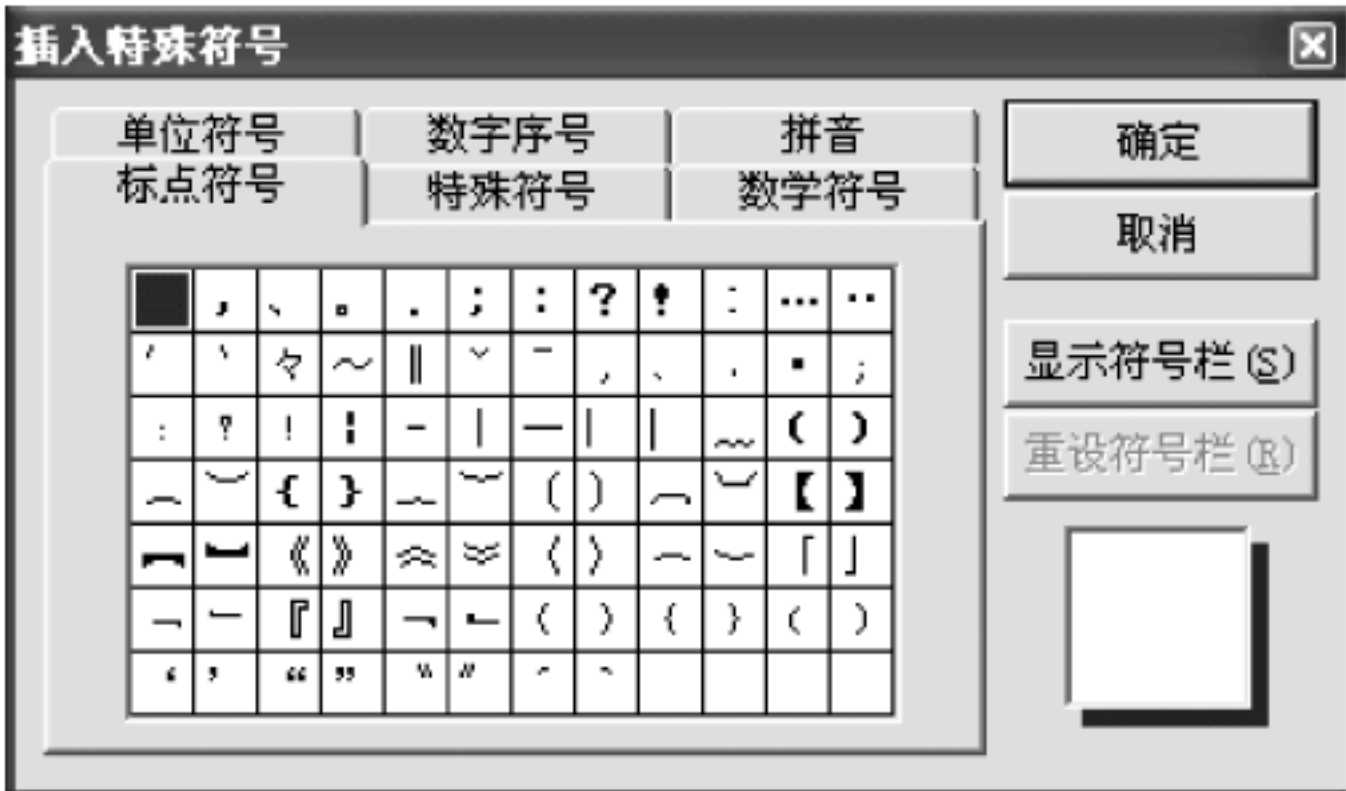 插入特殊符号
单位符号 数字序号 拼音
标点符号 特殊符号 数学符号
确定
取消
显示符号栏(S)
重设符号栏(R)
, 、 。 . ; : ? ! ︰ … ‥
′ ‵ 々 ~ ‖ ˇ ˉ ﹐ ﹑ ﹒ · ﹔
﹕ ﹖ ﹗ ¦ - ︱ — ︳ ▏ ﹏ ( )
︵ ︶ { } ︷ ︸ 〔 〕 ︹ ︺ 【 】
︻ ︼ 《 》 ︽ ︾ 〈 〉 ︿ ﹀ 「 」
﹁ ﹂ 『 』 ﹃ ﹄ ﹙ ﹚ ﹛ ﹜ ﹝ ﹞
‘ ’ “ ” 〝 〞 ˊ ˋ